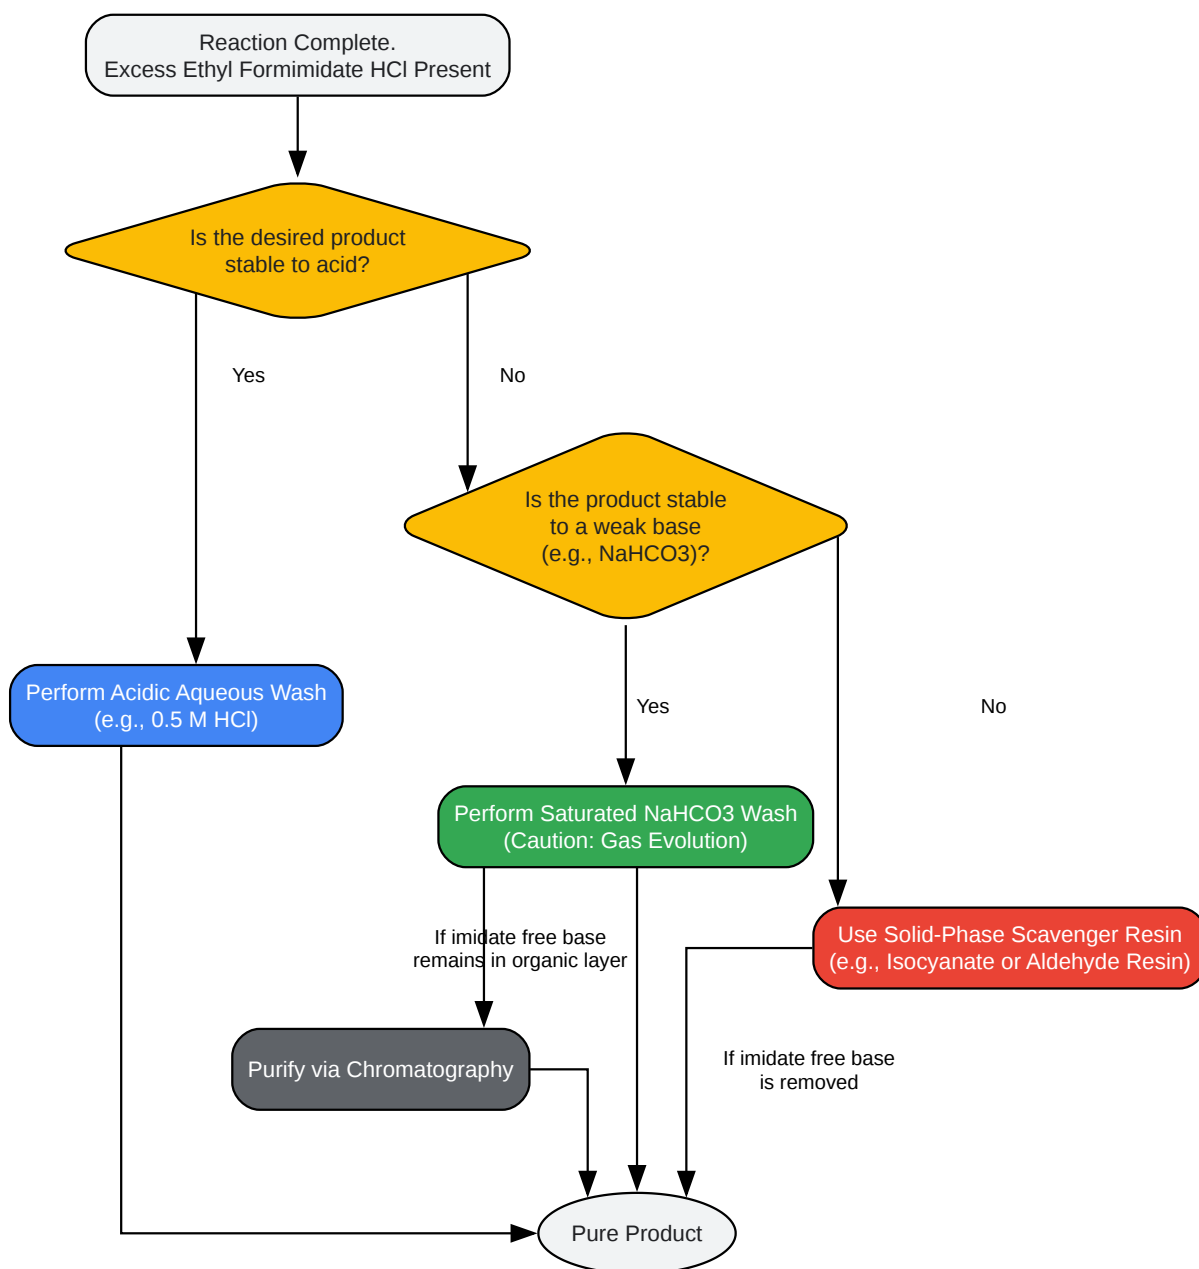 Reaction Complete.
Excess Ethyl Formimidate HCl Present
Is the desired product
stable to acid?
Yes
No
Is the product stable
to a weak base
(e.g., NaHCO3)?
Perform Acidic Aqueous Wash
(e.g., 0.5 M HCl)
Yes
No
Perform Saturated NaHCO3 Wash
(Caution: Gas Evolution)
If imidate free base
remains in organic layer
Use Solid-Phase Scavenger Resin
(e.g., Isocyanate or Aldehyde Resin)
Purify via Chromatography
If imidate free base
is removed
Pure Product